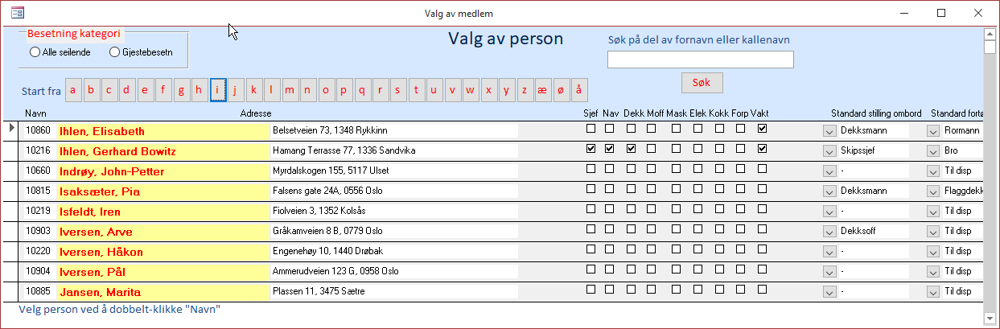 Valg av medlem
Besetning kategori
Alle seilende Gjestebesetn
Valg av person
Søk på del av fornavn eller kallenavn
Søk
Start fra a b c d e f g h i j k l m n o p q r s t u v w x y z æ ø å
Navn Adresse Sjef Nav Dekk Moff Mask Elek Kokk Forp Vakt Standard stilling ombord Standard fortø
10860 Ihlen, Elisabeth Belsetveien 73, 1348 Rykkinn Dekksmann Rormann
10216 Ihlen, Gerhard Bowitz Hamang Terrasse 77, 1336 Sandvika Skipssjef Bro
10660 Indrøy, John-Petter Myrdalskogen 155, 5117 Ulset - Til disp
10815 Isaksæter, Pia Falsens gate 24A, 0556 Oslo Dekksmann Flaggdekk
10219 Isfeldt, Iren Fiolveien 3, 1352 Kolsås - Til disp
10903 Iversen, Arve Gråkamveien 8 B, 0779 Oslo Dekksoff Til disp
10220 Iversen, Håkon Engenehøy 10, 1440 Drøbak - Til disp
10904 Iversen, Pål Ammerudveien 123 G, 0958 Oslo - Til disp
10885 Jansen, Marita Plassen 11, 3475 Sætre - Til disp
Velg person ved å dobbelt-klikke "Navn"